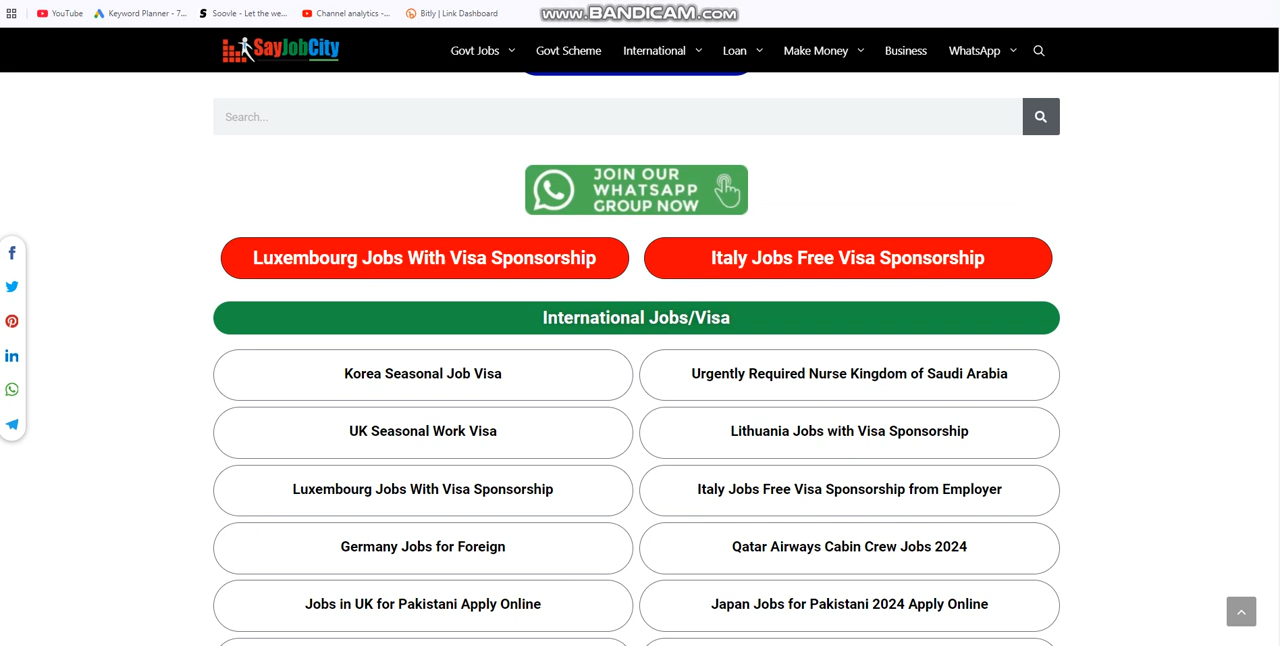 YouTube
Keyword Planner - 7...
Soovle - Let the we...
Channel analytics -...
Bitly | Link Dashboard
www.BANDICAM.com
SayJobCity
Govt Jobs
Govt Scheme
International
Loan
Make Money
Business
WhatsApp
Search...
JOIN OUR
WHATSAPP
GROUP NOW
Luxembourg Jobs With Visa Sponsorship
Italy Jobs Free Visa Sponsorship
International Jobs/Visa
Korea Seasonal Job Visa
Urgently Required Nurse Kingdom of Saudi Arabia
UK Seasonal Work Visa
Lithuania Jobs with Visa Sponsorship
Luxembourg Jobs With Visa Sponsorship
Italy Jobs Free Visa Sponsorship from Employer
Germany Jobs for Foreign
Qatar Airways Cabin Crew Jobs 2024
Jobs in UK for Pakistani Apply Online
Japan Jobs for Pakistani 2024 Apply Online